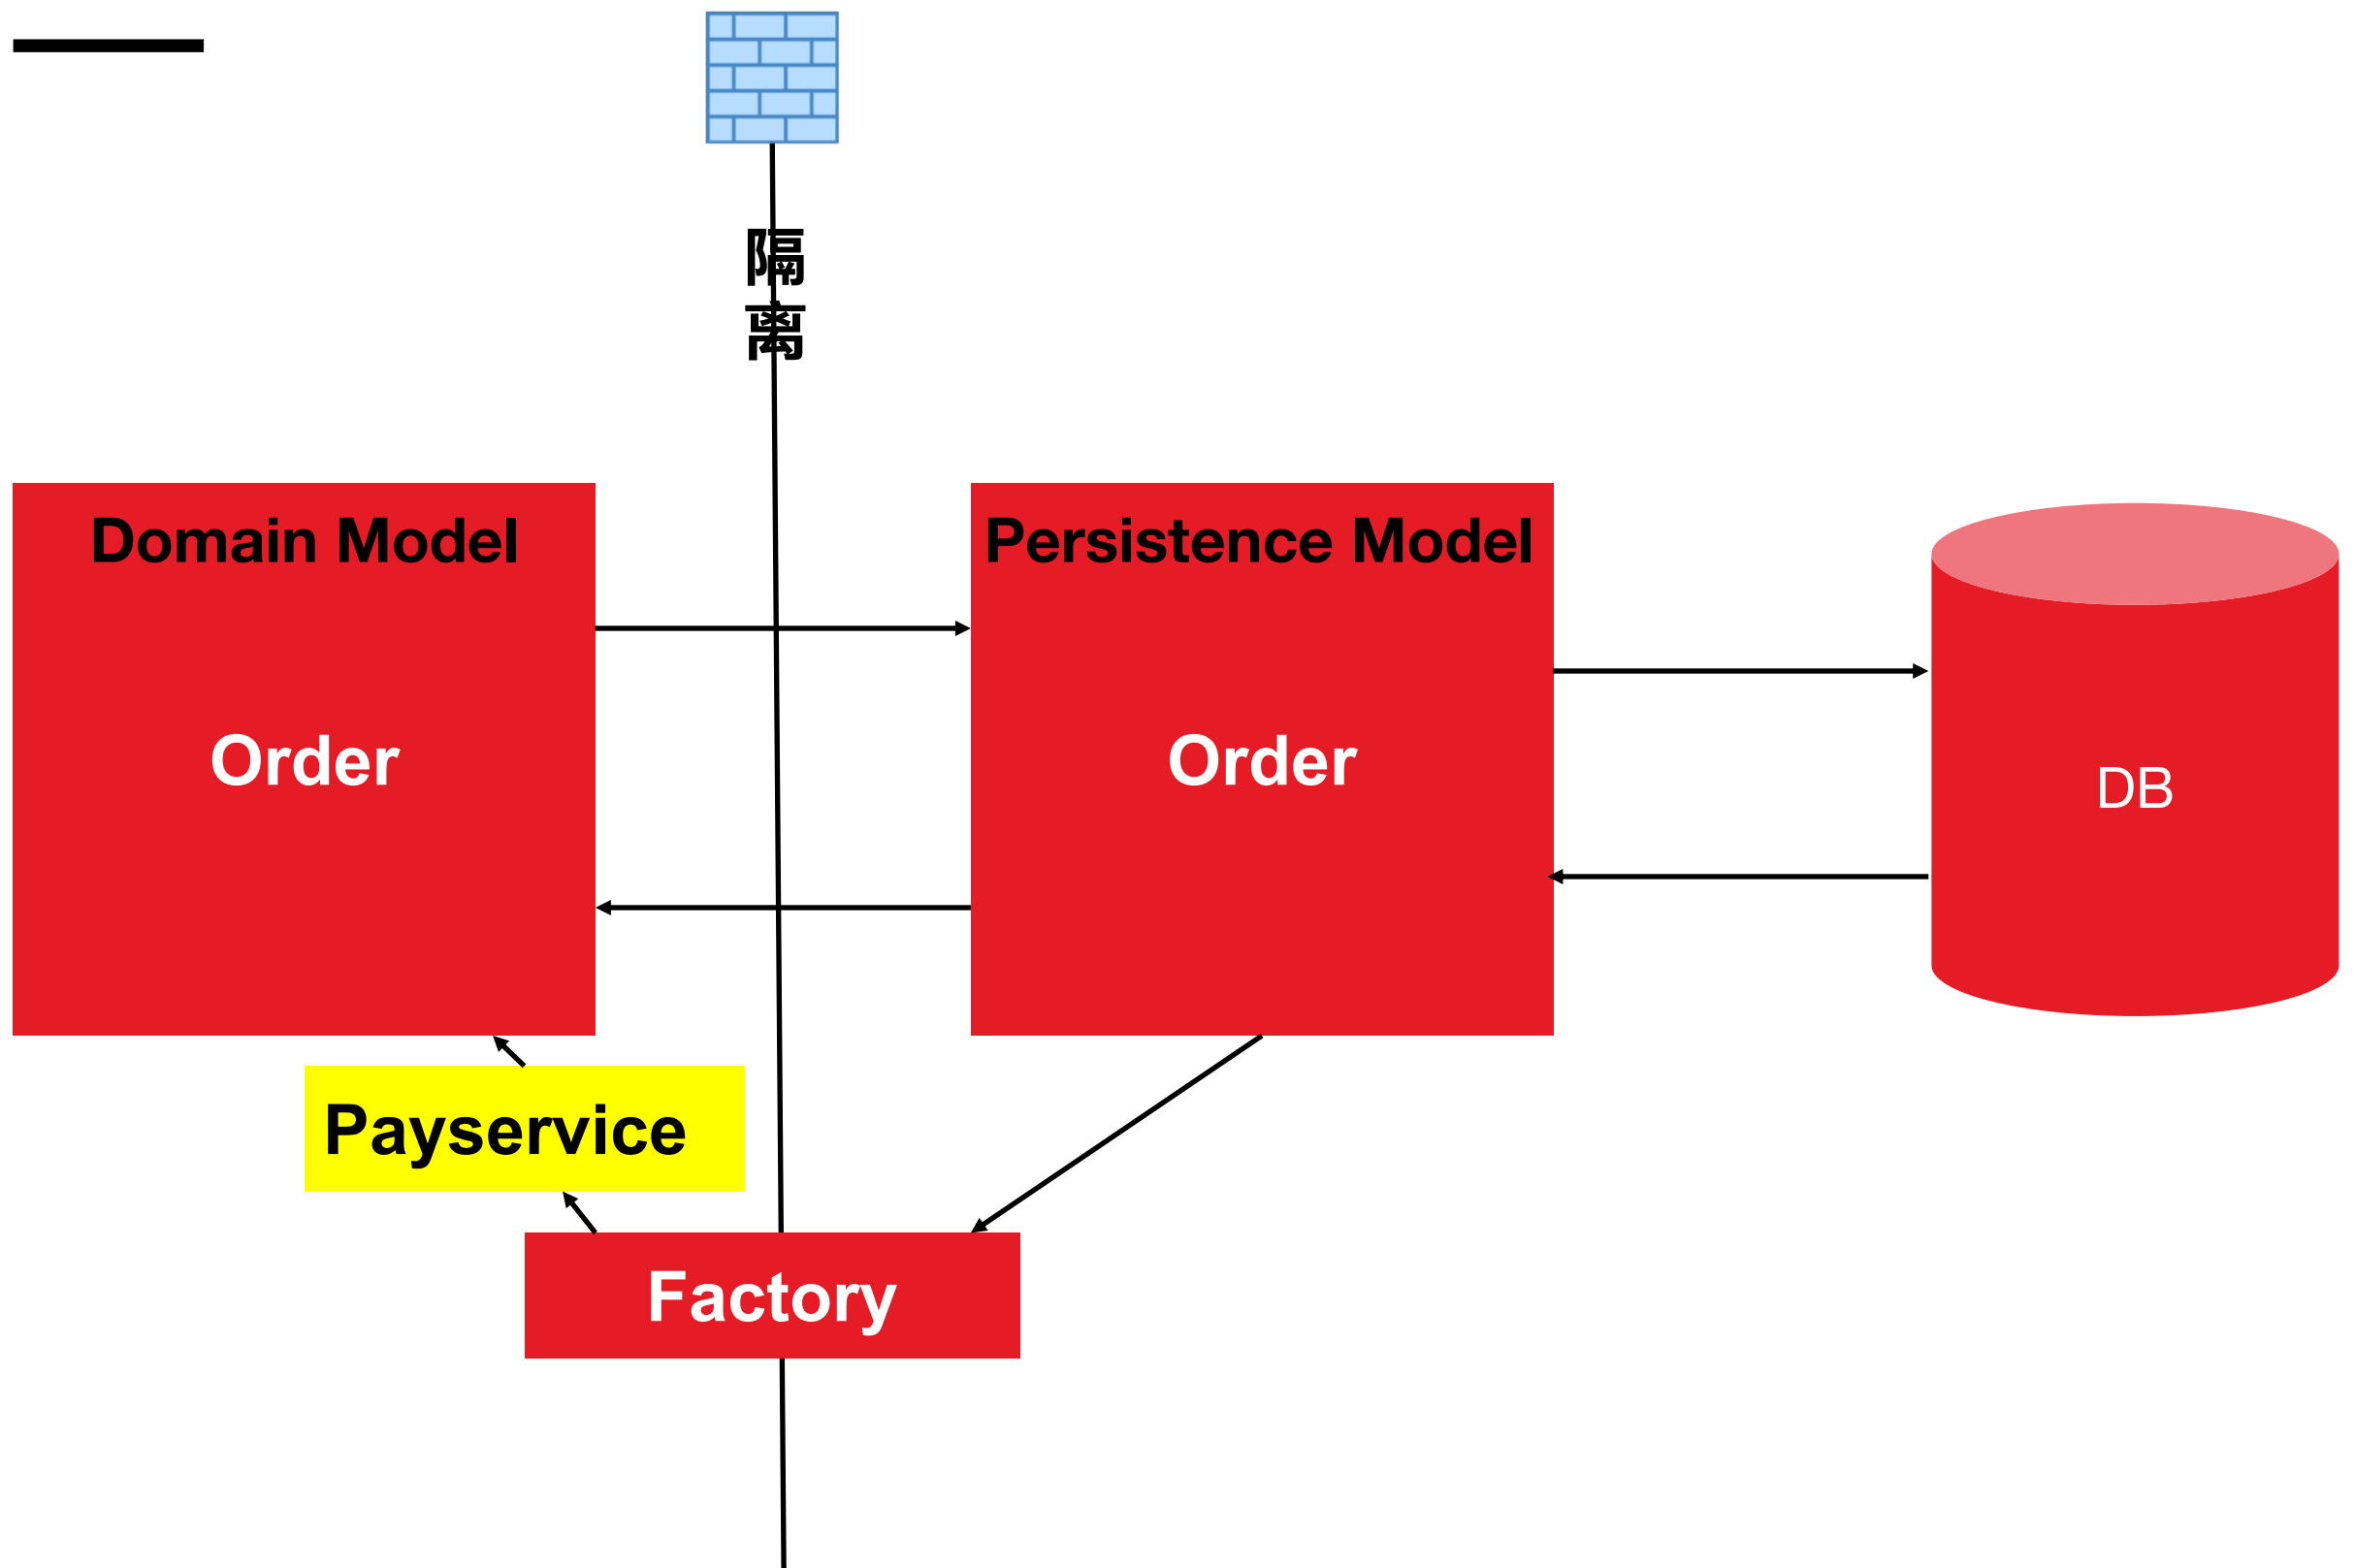 隔
离
Domain Model
Persistence Model
Order
Order
DB
Payservice
Factory